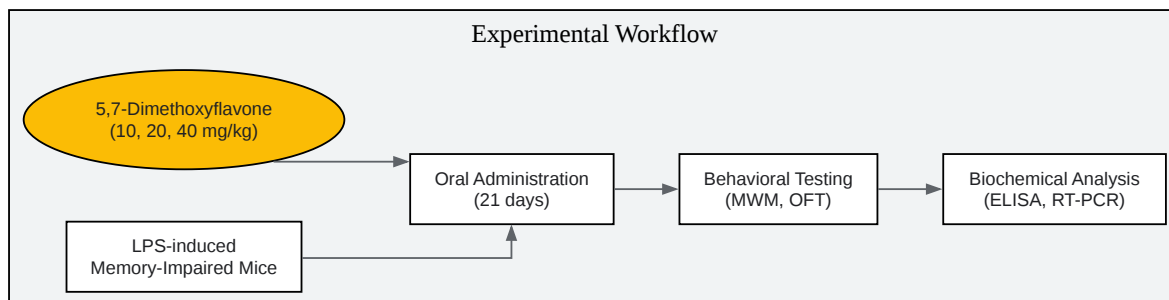 Experimental Workflow
5,7-Dimethoxyflavone
(10, 20, 40 mg/kg)
Oral Administration
(21 days)
Behavioral Testing
(MWM, OFT)
Biochemical Analysis
(ELISA, RT-PCR)
LPS-induced
Memory-Impaired Mice